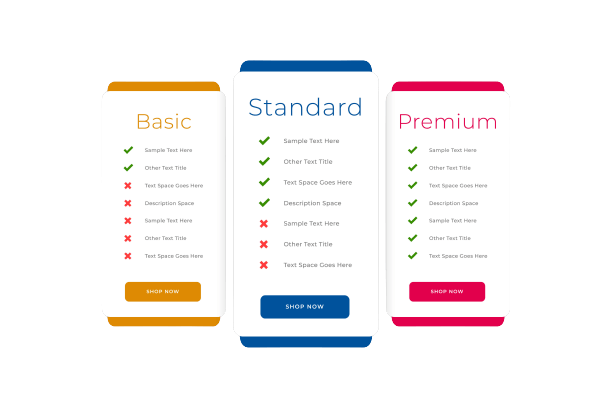 Basic
Sample Text Here
Other Text Title
Text Space Goes Here
Description Space
Sample Text Here
Other Text Title
Text Space Goes Here
SHOP NOW
Standard
Sample Text Here
Other Text Title
Text Space Goes Here
Description Space
Sample Text Here
Other Text Title
Text Space Goes Here
SHOP NOW
Premium
Sample Text Here
Other Text Title
Text Space Goes Here
Description Space
Sample Text Here
Other Text Title
Text Space Goes Here
SHOP NOW